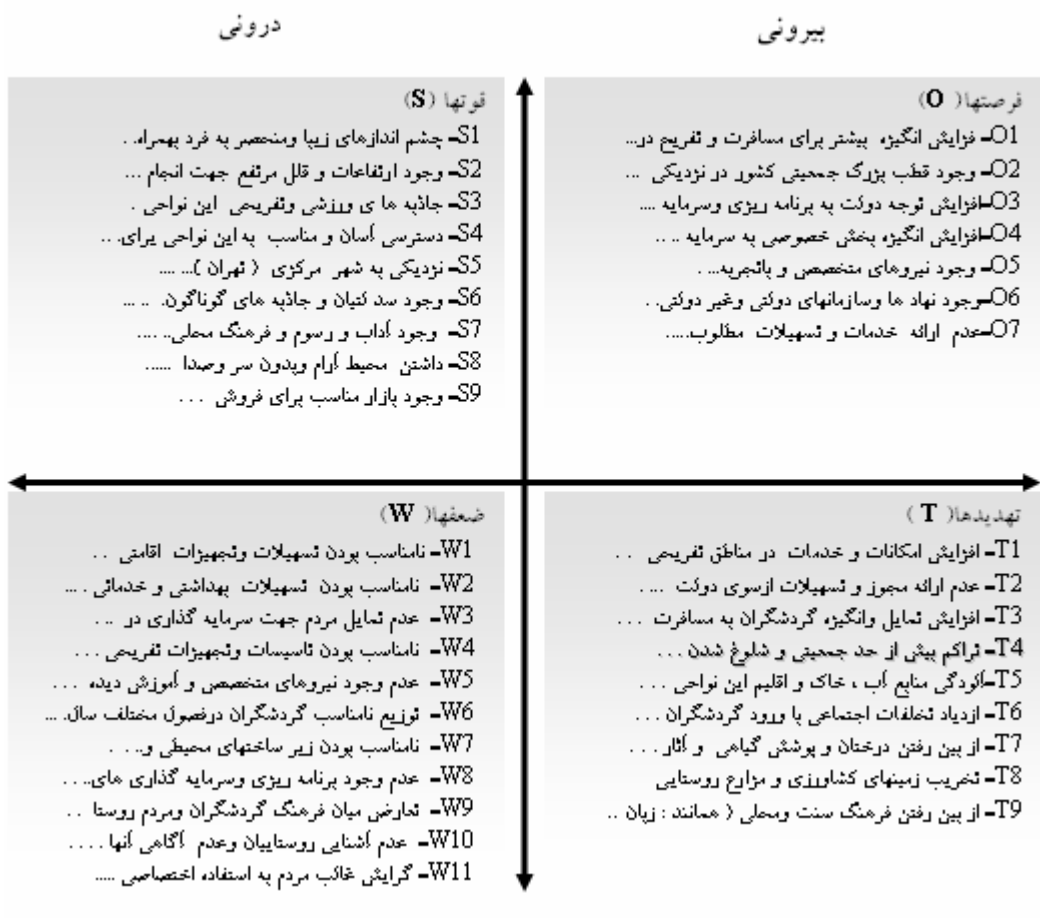 بیرونی
درونی
فرصتها( O)
O1- فزایش انگیزه بیشتر برای مسافرت و تفریح در...
O2- وجود قطب بزرگ جمعیتی کشور در نزدیکی ...
O3-افزایش توجه دولت به برنامه ریزی وسرمایه ....
O4-افزایش انگیزه بخش خصوصی به سرمایه ....
O5- وجود نیروهای متخصص و باتجربه... .
O6-وجود نهاد ها وسازمانهای دولتی وغیر دولتی. .
O7-عدم ارائه خدمات و تسهیلات مطلوب.....
قوتها (S)
S1- چشم اندازهای زیبا ومنحصر به فرد بهمراه. .
S2- وجود ارتفاعات و قلل مرتفع جهت انجام ...
S3- جاذبه ها ی ورزشی وتفریحی این نواحی .
S4- دسترسی آسان و مناسب به این نواحی برای. ..
S5- نزدیکی به شهر مرکزی ( تهران )... ....
S6- وجود سد لتیان و جاذبه های گوناگون. .. ...
S7- وجود آداب و رسوم و فرهنگ محلی.. ....
S8- داشتن محیط آرام وبدون سر وصدا ......
S9- وجود بازار مناسب برای فروش . . .
تهدیدها( T )
T1- افزایش امکانات و خدمات در مناطق تفریحی . .
T2- عدم ارائه مجوز و تسهیلات ازسوی دولت .... .
T3- افزایش تمایل وانگیزه گردشگران به مسافرت . . .
T4- تراکم بیش از حد جمعیتی و شلوغ شدن . . .
T5-آلودگی منابع آب ، خاک و اقلیم این نواحی . . .
T6- ازدیاد تخلفات اجتماعی با ورود گردشگران . . .
T7- از بین رفتن درختان و پوشش گیاهی و آثار . . .
T8- تخریب زمینهای کشاورزی و مزارع روستایی
T9- از بین رفتن فرهنگ سنت ومحلی ( همانند : زبان ..
ضعفها( W)
W1- نامناسب بودن تسهیلات وتجهیزات اقامتی . .
W2- نامناسب بودن تسهیلات بهداشتی و خدماتی . ...
W3- عدم تمایل مردم جهت سرمایه گذاری در . ..
W4- نامناسب بودن تاسیسات وتجهیزات تفریحی . . .
W5- عدم وجود نیروهای متخصص و آموزش دیده . . .
W6- توزیع نامناسب گردشگران درفصول مختلف سال. ...
W7- نامناسب بودن زیر ساختهای محیطی و. . .
W8- عدم وجود برنامه ریزی وسرمایه گذاری های.. . .
W9- تعارض میان فرهنگ گردشگران ومردم روستا . .
W10- عدم آشنایی روستاییان وعدم آگاهی آنها . . . .
W11- گرایش غالب مردم به استفاده اختصاصی .....